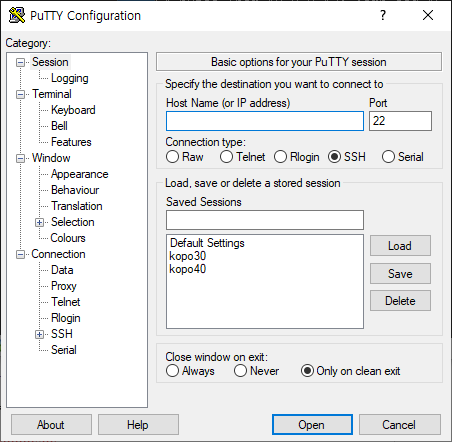 PuTTY Configuration
?
Category:
Session
Logging
Terminal
Keyboard
Bell
Features
Window
Appearance
Behaviour
Translation
Selection
Colours
Connection
Data
Proxy
Telnet
Rlogin
SSH
Serial
Basic options for your PuTTY session
Specify the destination you want to connect to
Host Name (or IP address) Port
22
Connection type:
Raw Telnet Rlogin SSH Serial
Load, save or delete a stored session
Saved Sessions
Default Settings
kopo30
kopo40
Load
Save
Delete
Close window on exit:
Always Never Only on clean exit
About Help Open Cancel